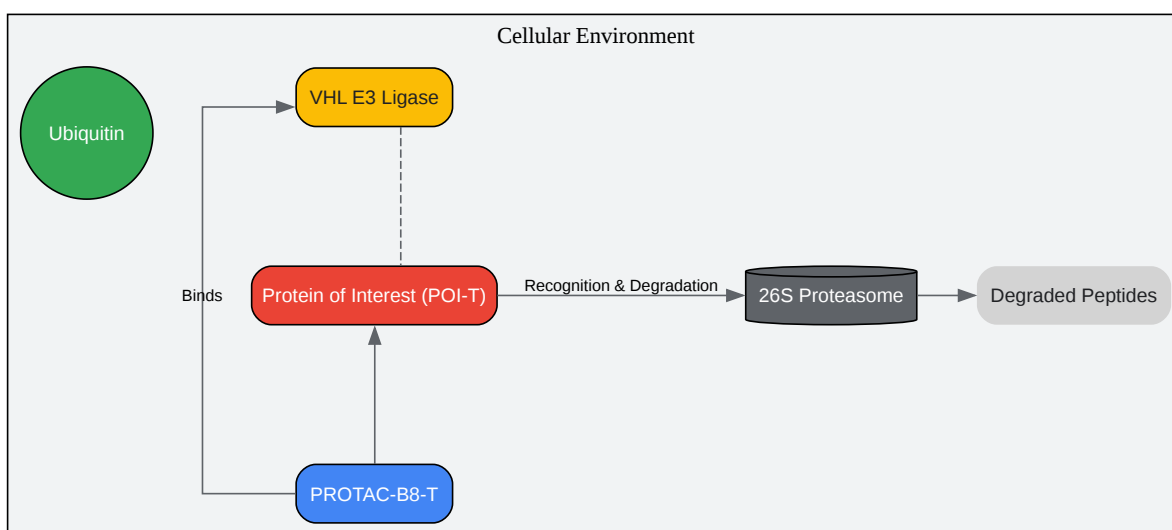 Cellular Environment
VHL E3 Ligase
Ubiquitin
Binds
Protein of Interest (POI-T)
Recognition & Degradation
26S Proteasome
Degraded Peptides
PROTAC-B8-T